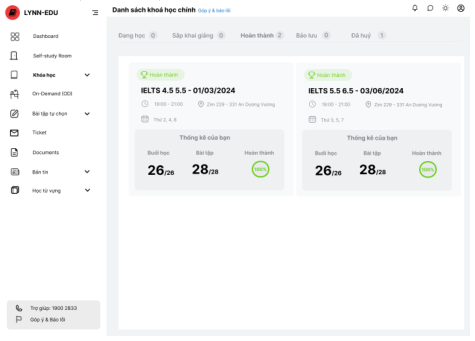 LYNN-EDU
Danh sách khoá học chính Góp ý & báo lỗi
Dashboard
Self-study Room
Khóa học
On-Demand (OD)
Bài tập tự chọn
Ticket
Documents
Bản tin
Học từ vựng
Trợ giúp: 1900 2833
Góp ý & Báo lỗi
Đang học 0 Sắp khai giảng 0 Hoàn thành 2 Bảo lưu 0 Đã huỷ 1
Hoàn thành
IELTS 4.5 5.5 - 01/03/2024
19:00 - 21:00 Zim 229 - 331 An Dương Vương
Thứ 2, 4, 6
Thống kê của bạn
Buổi học Bài tập Hoàn thành
26/26 28/28 100%
Hoàn thành
IELTS 5.5 6.5 - 03/06/2024
19:00 - 21:00 Zim 229 - 331 An Dương Vương
Thứ 3, 5, 7
Thống kê của bạn
Buổi học Bài tập Hoàn thành
26/26 28/28 100%